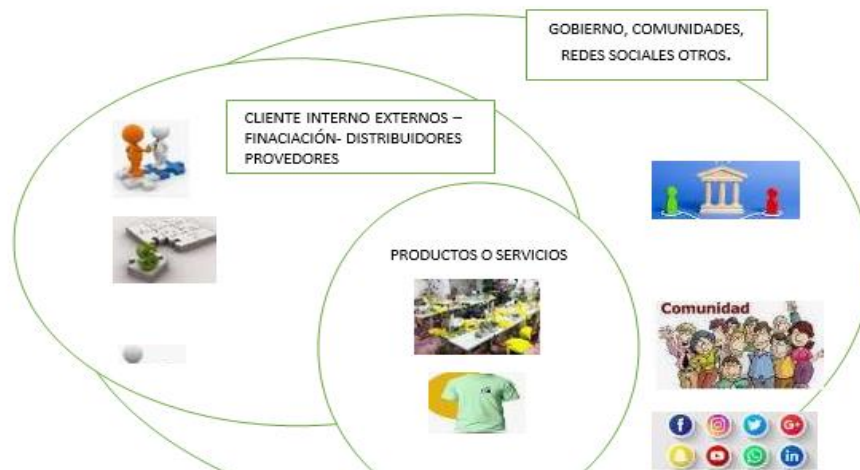 GOBIERNO, COMUNIDADES,
REDES SOCIALES OTROS.
CLIENTE INTERNO EXTERNOS –
FINACIACIÓN- DISTRIBUIDORES
PROVEDORES
PRODUCTOS O SERVICIOS
Comunidad